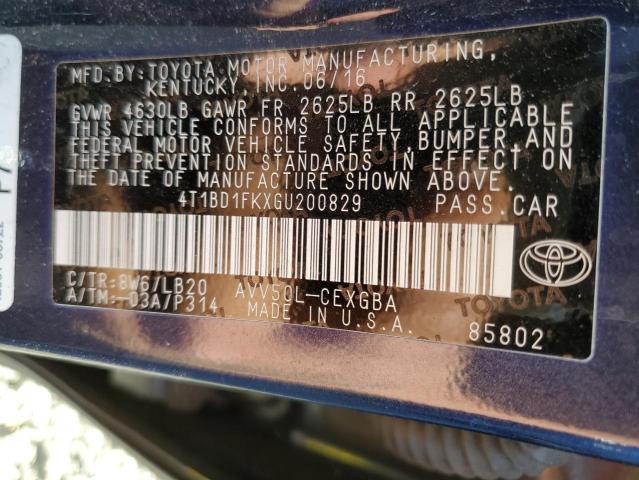 MFD.BY:TOYOTA MOTOR MANUFACTURING,
KENTUCKY, INC. 06/16
GVWR 4630LB GAWR FR 2625LB RR 2625LB
THIS VEHICLE CONFORMS TO ALL APPLICABLE
FEDERAL MOTOR VEHICLE SAFETY,BUMPER,AND
THEFT PREVENTION STANDARDS IN EFFECT ON
THE DATE OF MANUFACTURE SHOWN ABOVE.
4T1BD1FKXGU200829 PASS.CAR
C/TR:8W6/LB20 AVV50L-CEXGBA
A/TM:-03A/P314 MADE IN U.S.A.
85802